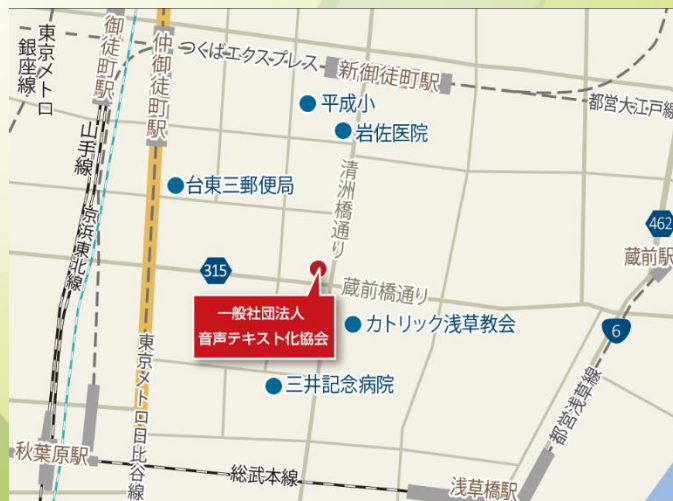 東京メトロ
銀座線
御徒町駅
仲御徒町駅
つくばエクスプレス
新御徒町駅
都営大江戸線
平成小
岩佐医院
山手線
京浜東北線
台東三郵便局
清洲橋通り
462
蔵前駅
315
蔵前橋通り
一般社団法人
音声テキスト化協会
カトリック浅草教会
6
三井記念病院
東京メトロ日比谷線
都営浅草線
秋葉原駅
総武本線
浅草橋駅